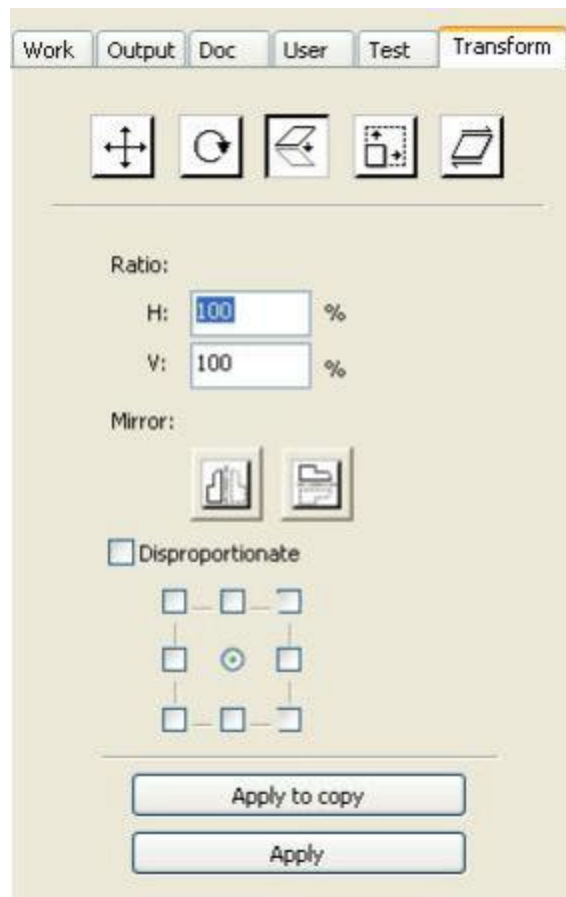 Work Output Doc User Test Transform
Ratio:
H: 100 %
V: 100 %
Mirror:
Disproportionate
Apply to copy
Apply